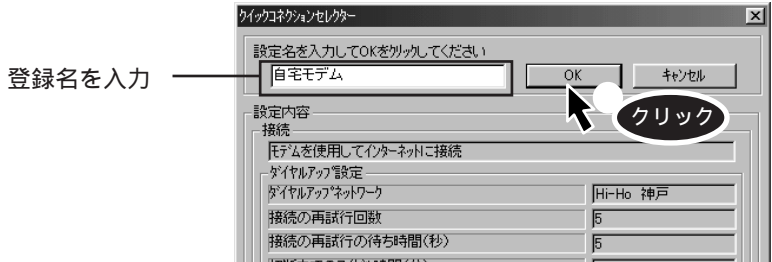 クイックコネクションセレクター
設定名を入力してOKをクリックしてください
登録名を入力
自宅モデム
OK
キャンセル
クリック
設定内容
接続
モデムを使用してインターネットに接続
ダイヤルアップ設定
ダイヤルアップネットワーク
Hi-Ho 神戸
接続の再試行回数
5
接続の再試行の待ち時間(秒)
5